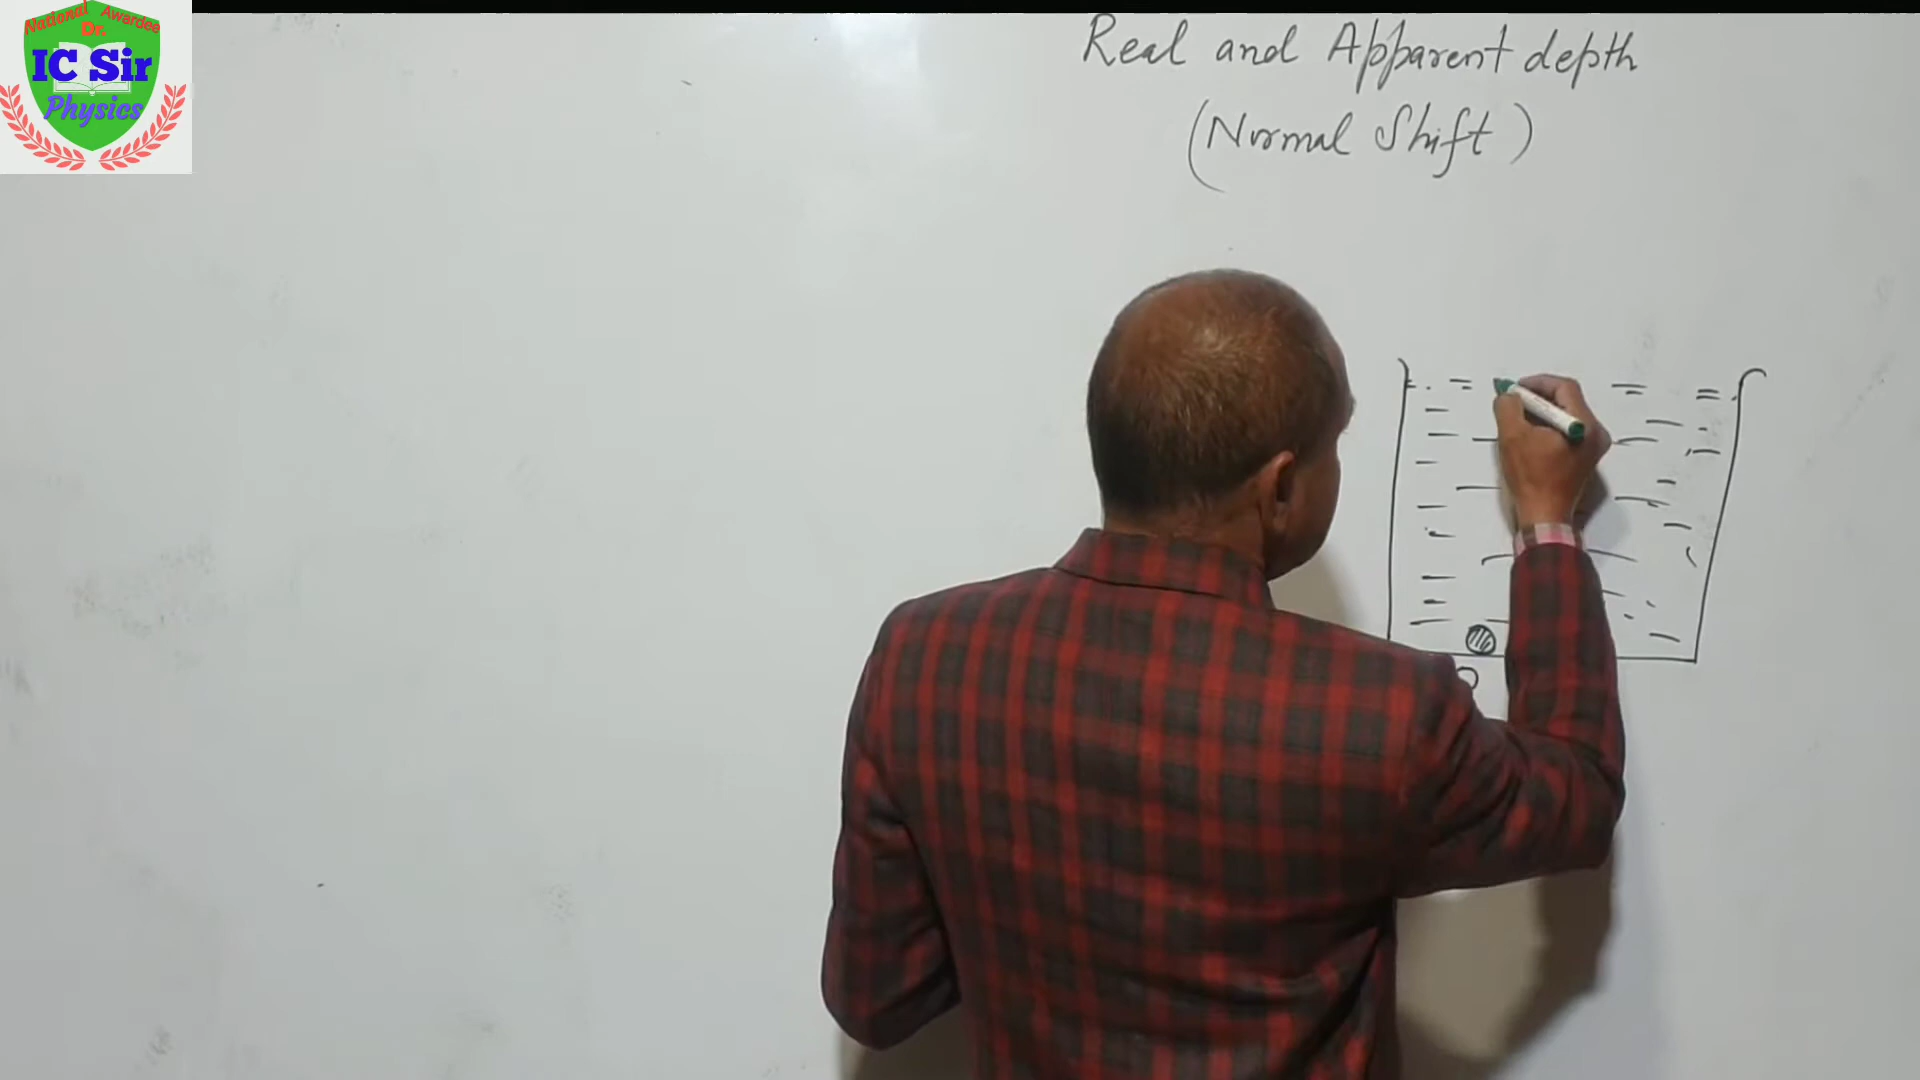 National Awardee
Dr.
IC Sir
Physics
Real and Apparent depth
(Normal Shift)
O